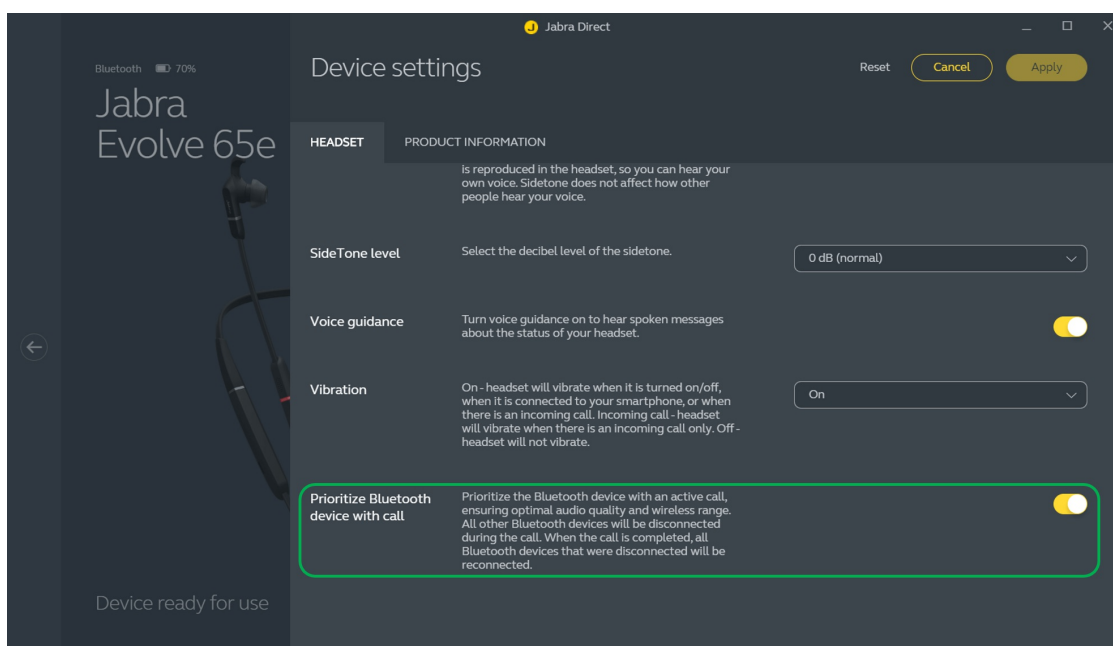 Jabra Direct
Bluetooth 70%
Jabra
Evolve 65e
Device ready for use
Device settings
Reset
Cancel
Apply
HEADSET
PRODUCT INFORMATION
is reproduced in the headset, so you can hear your
own voice. Sidetone does not affect how other
people hear your voice.
SideTone level
Select the decibel level of the sidetone.
0 dB (normal)
Voice guidance
Turn voice guidance on to hear spoken messages
about the status of your headset.
Vibration
On - headset will vibrate when it is turned on/off,
when it is connected to your smartphone, or when
there is an incoming call. Incoming call - headset
will vibrate when there is an incoming call only. Off -
headset will not vibrate.
On
Prioritize Bluetooth
device with call
Prioritize the Bluetooth device with an active call,
ensuring optimal audio quality and wireless range.
All other Bluetooth devices will be disconnected
during the call. When the call is completed, all
Bluetooth devices that were disconnected will be
reconnected.